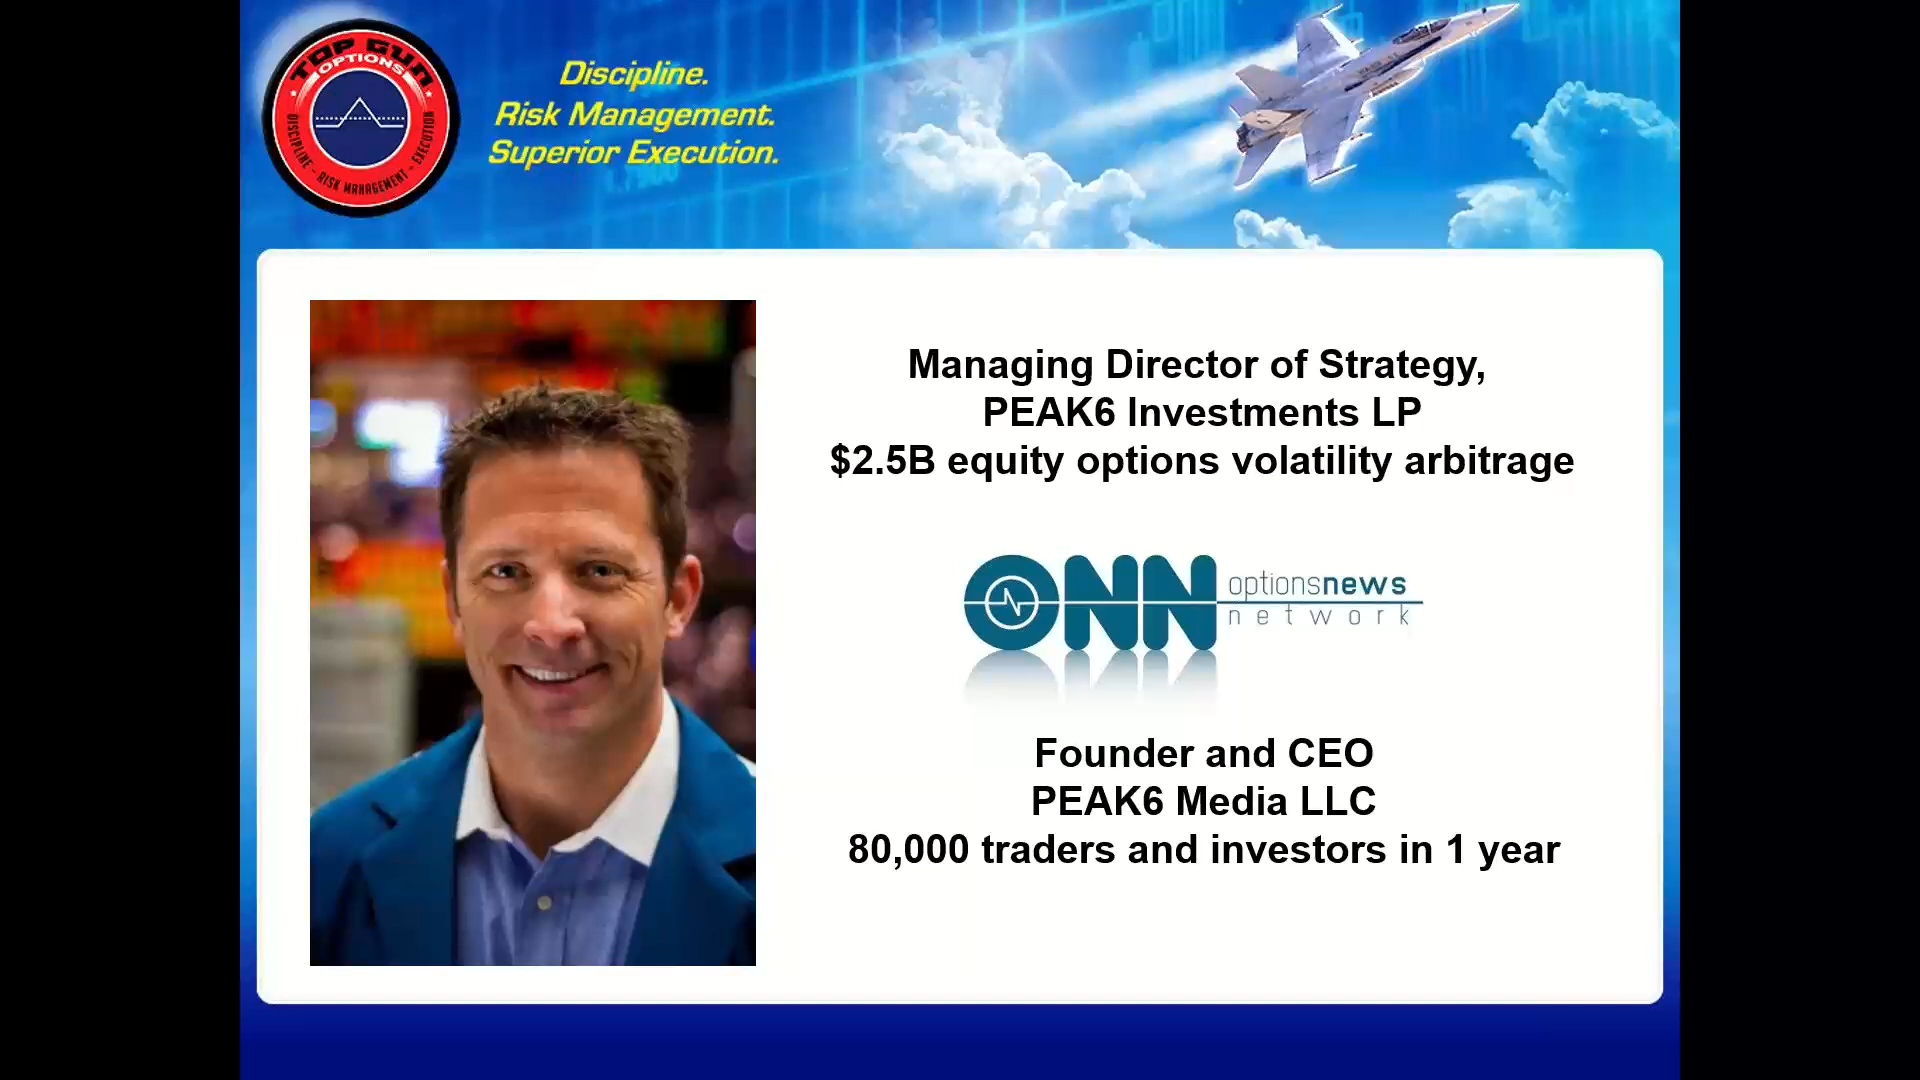 TOP GUN
OPTIONS
DISCIPLINE - RISK MANAGEMENT - EXECUTION
Discipline.
Risk Management.
Superior Execution.
Managing Director of Strategy,
PEAK6 Investments LP
$2.5B equity options volatility arbitrage
ONN optionsnews
network
Founder and CEO
PEAK6 Media LLC
80,000 traders and investors in 1 year